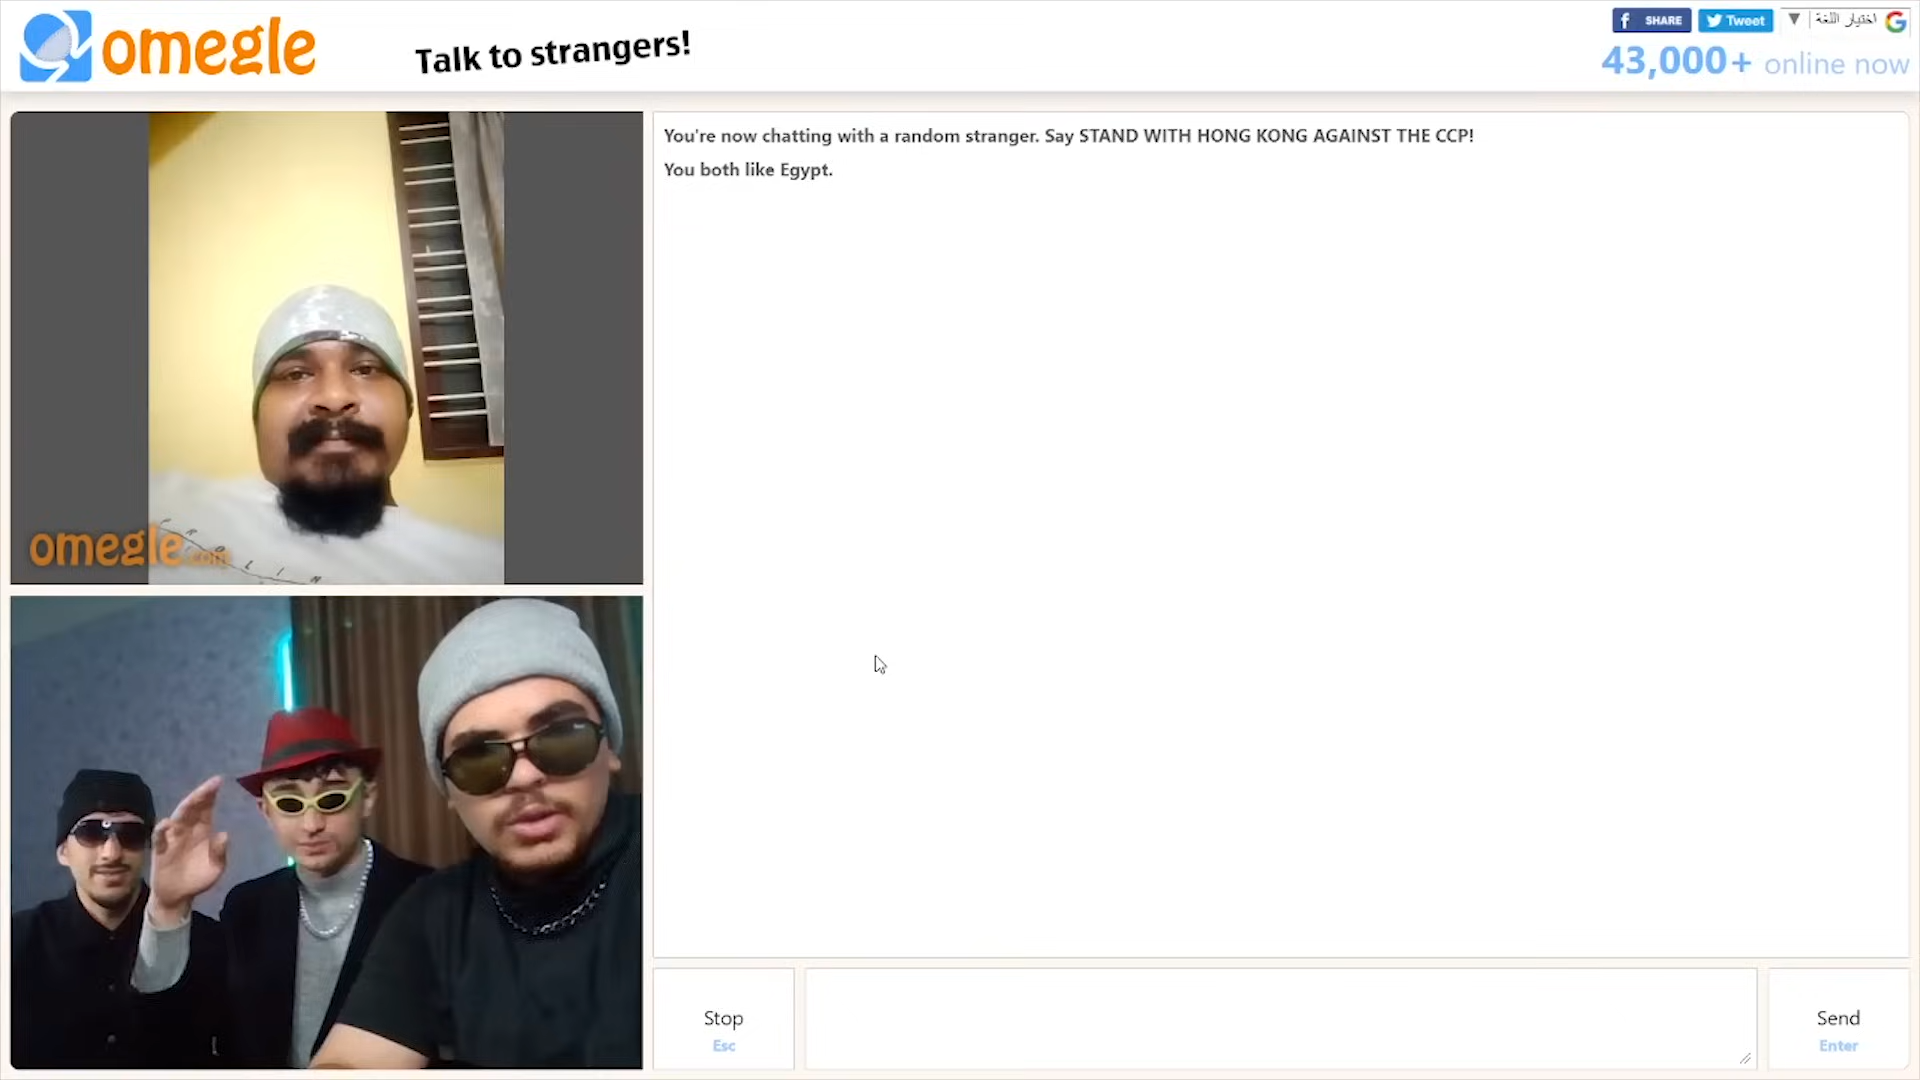 omegle
Talk to strangers!
f SHARE
Tweet
اختيار اللغة
▼
43,000+ online now
You're now chatting with a random stranger. Say STAND WITH HONG KONG AGAINST THE CCP!
You both like Egypt.
omegle.com
Stop
Esc
Send
Enter